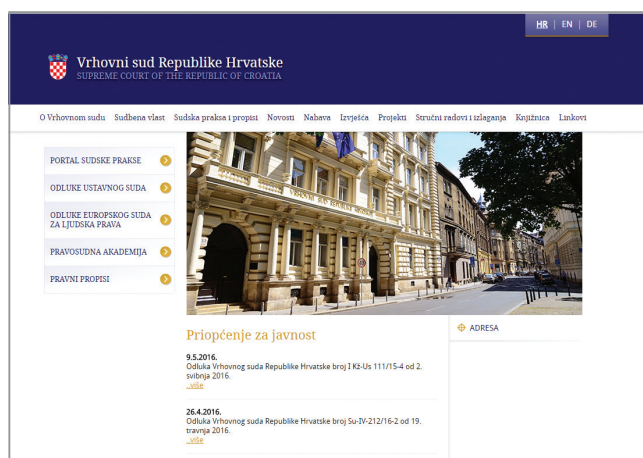 HR | EN | DE
Vrhovni sud Republike Hrvatske
SUPREME COURT OF THE REPUBLIC OF CROATIA
O Vrhovnom sudu Sudbena vlast Sudska praksa i propisi Novosti Nabava Izvješća Projekti Stručni radovi i izlaganja Knjižnica Linkovi
PORTAL SUDSKE PRAKSE
ODLUKE USTAVNOG SUDA
ODLUKE EUROPSKOG SUDA
ZA LJUDSKA PRAVA
PRAVOSUDNA AKADEMIJA
PRAVNI PROPISI
VRHOVNI SUD REPUBLIKE HRVATSKE
Priopćenje za javnost
ADRESA
9.5.2016.
Odluka Vrhovnog suda Republike Hrvatske broj I Kž-Us 111/15-4 od 2.
svibnja 2016.
...više
26.4.2016.
Odluka Vrhovnog suda Republike Hrvatske broj Su-IV-212/16-2 od 19.
travnja 2016.
...više